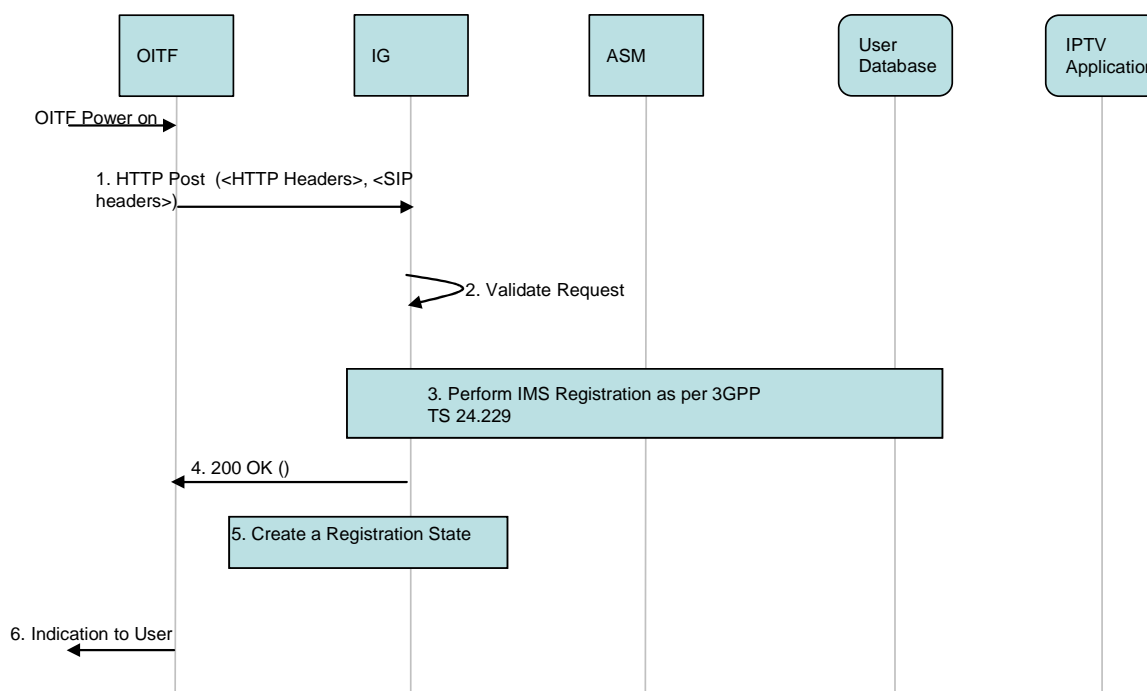 OITF
IG
ASM
User
Database
IPTV
Application
OITF Power on
1. HTTP Post (<HTTP Headers>, <SIP
headers>)
2. Validate Request
3. Perform IMS Registration as per 3GPP
TS 24.229
4. 200 OK ()
5. Create a Registration State
6. Indication to User